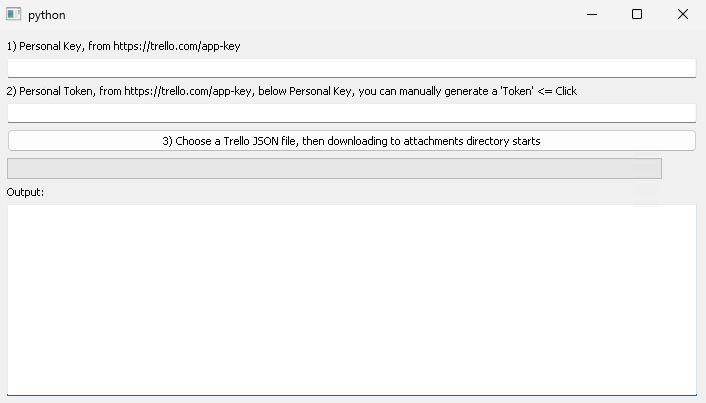 python
1) Personal Key, from https://trello.com/app-key
2) Personal Token, from https://trello.com/app-key, below Personal Key, you can manually generate a 'Token' <= Click
3) Choose a Trello JSON file, then downloading to attachments directory starts
Output: